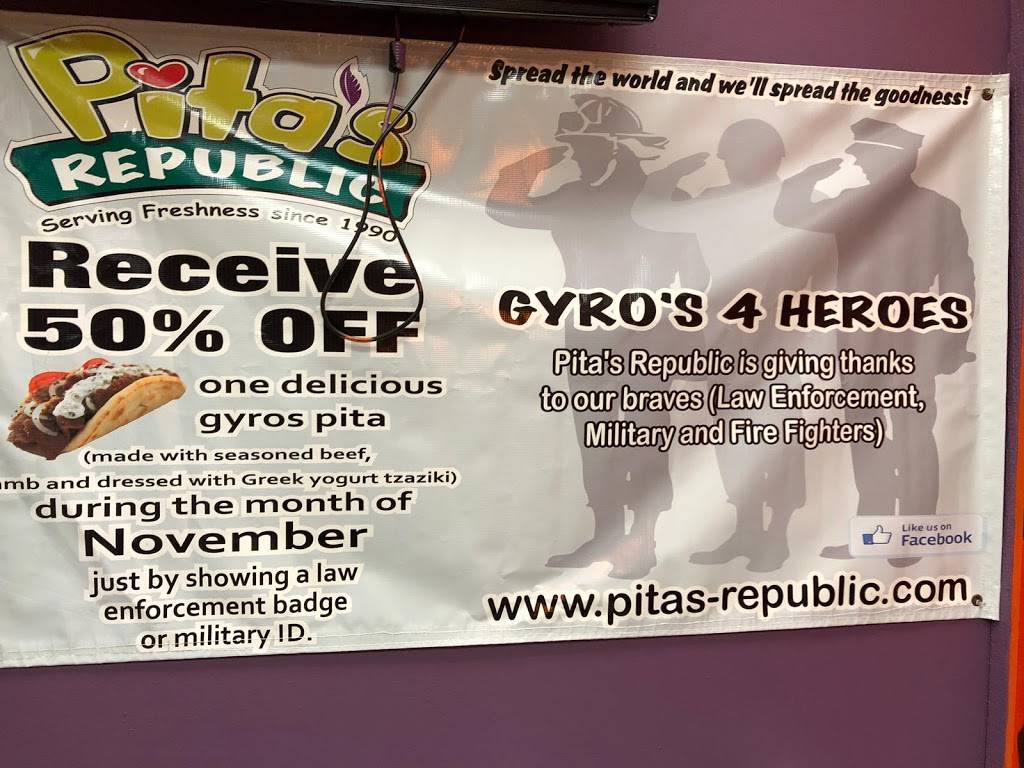 Pita's
REPUBLIC
Serving Freshness since 1990
Receive
50% OFF
one delicious
gyros pita
(made with seasoned beef,
amb and dressed with Greek yogurt tzaziki)
during the month of
November
just by showing a law
enforcement badge
or military ID.
Spread the world and we'll spread the goodness!
GYRO'S 4 HEROES
Pita's Republic is giving thanks
to our braves (Law Enforcement,
Military and Fire Fighters)
Like us on
Facebook
www.pitas-republic.com